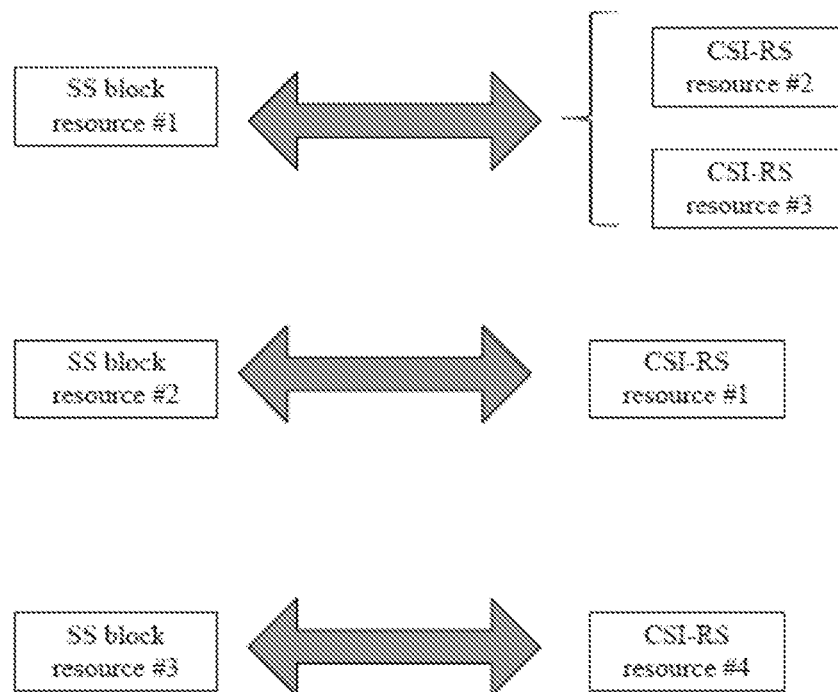 SS block
resource #1
CSI-RS
resource #2
CSI-RS
resource #3
SS block
resource #2
CSI-RS
resource #1
SS block
resource #3
CSI-RS
resource #4